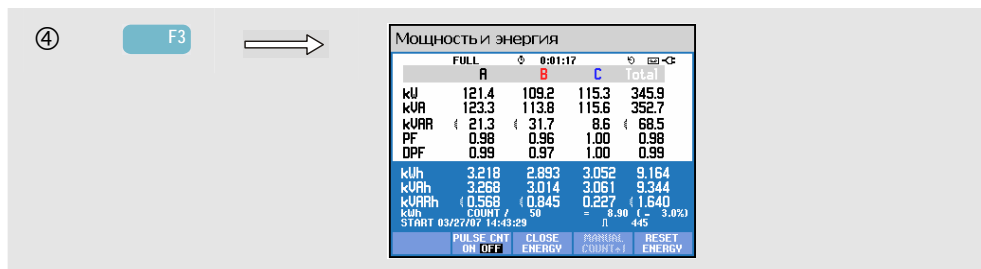 ④ F3
Мощность и энергия
FULL 0:01:17
A B C Total
kW 121.4 109.2 115.3 345.9
kVA 123.3 113.8 115.6 352.7
kVAR 21.3 31.7 8.6 68.5
PF 0.98 0.96 1.00 0.98
DPF 0.99 0.97 1.00 0.99
kWh 3.218 2.893 3.052 9.164
kVAh 3.268 3.014 3.061 9.344
kVARh 0.568 0.845 0.227 1.640
kWh COUNT / 50 = 8.90 ( - 3.0%)
START 03/27/07 14:43:29 445
PULSE CNT CLOSE MANUAL RESET
ON OFF ENERGY COUNT+1 ENERGY